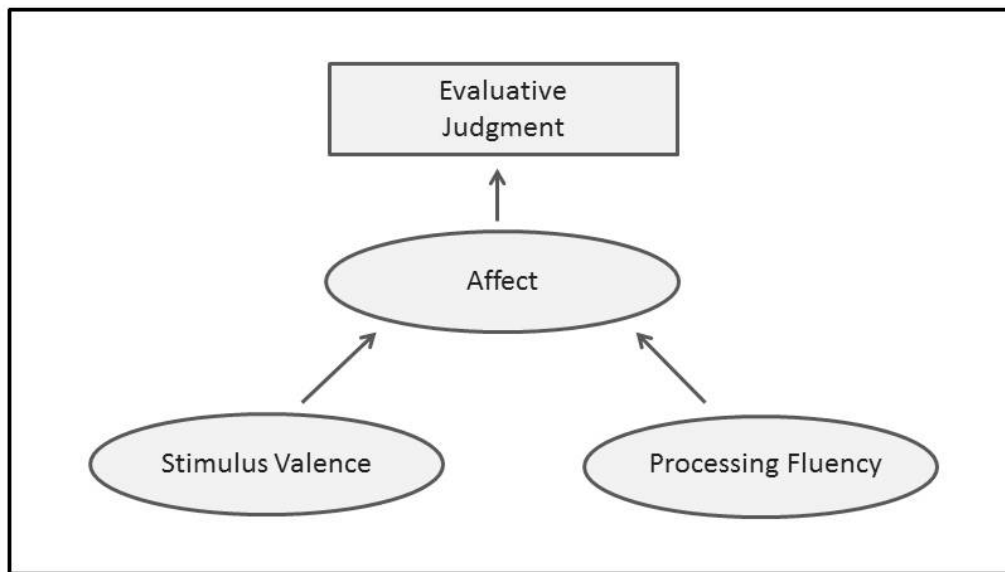 Evaluative
Judgment
Affect
Stimulus Valence
Processing Fluency